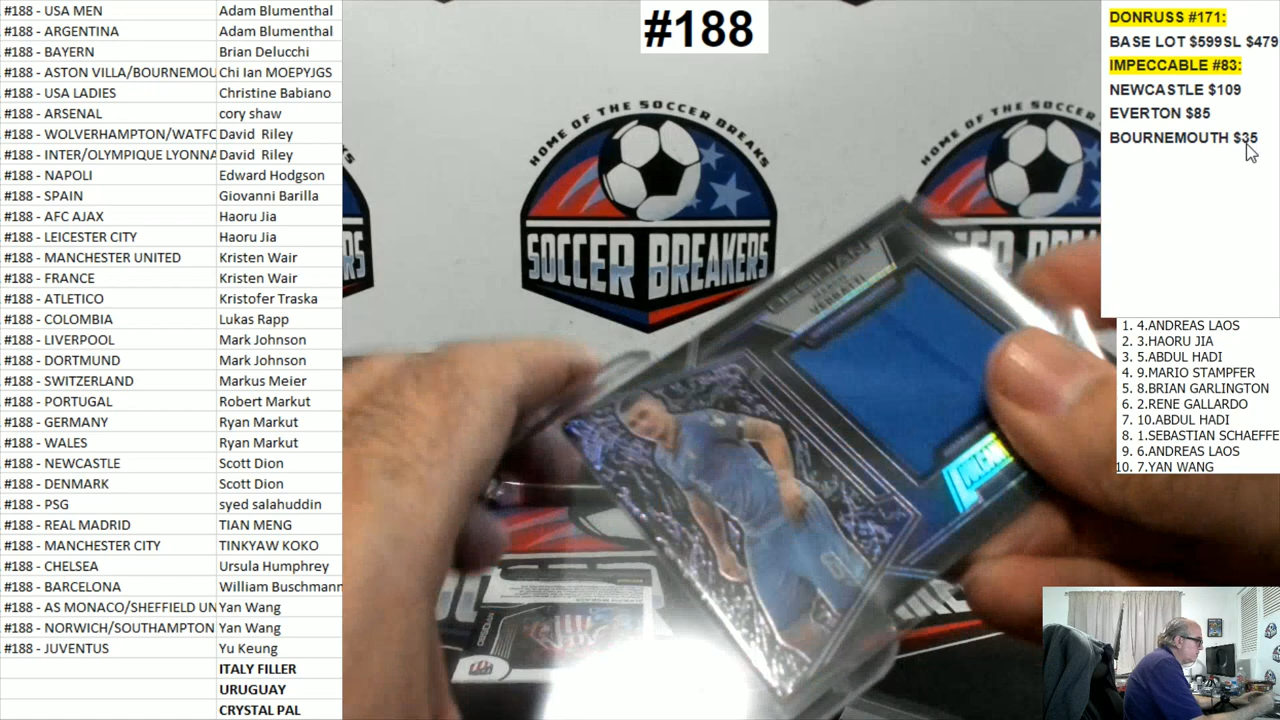 #188 - USA MEN Adam Blumenthal
#188 - ARGENTINA Adam Blumenthal
#188 - BAYERN Brian Delucchi
#188 - ASTON VILLA/BOURNEMOU Chi Ian MOEPYJGS
#188 - USA LADIES Christine Babiano
#188 - ARSENAL cory shaw
#188 - WOLVERHAMPTON/WATFC David Riley
#188 - INTER/OLYMPIQUE LYONNA David Riley
#188 - NAPOLI Edward Hodgson
#188 - SPAIN Giovanni Barilla
#188 - AFC AJAX Haoru Jia
#188 - LEICESTER CITY Haoru Jia
#188 - MANCHESTER UNITED Kristen Wair
#188 - FRANCE Kristen Wair
#188 - ATLETICO Kristofer Traska
#188 - COLOMBIA Lukas Rapp
#188 - LIVERPOOL Mark Johnson
#188 - DORTMUND Mark Johnson
#188 - SWITZERLAND Markus Meier
#188 - PORTUGAL Robert Markut
#188 - GERMANY Ryan Markut
#188 - WALES Ryan Markut
#188 - NEWCASTLE Scott Dion
#188 - DENMARK Scott Dion
#188 - PSG syed salahuddin
#188 - REAL MADRID TIAN MENG
#188 - MANCHESTER CITY TINKYAW KOKO
#188 - CHELSEA Ursula Humphrey
#188 - BARCELONA William Buschmann
#188 - AS MONACO/SHEFFIELD UN Yan Wang
#188 - NORWICH/SOUTHAMPTON Yan Wang
#188 - JUVENTUS Yu Keung
ITALY FILLER
URUGUAY
CRYSTAL PAL
#188
HOME OF THE SOCCER BREAKS
SOCCER BREAKERS
OBSIDIAN
MARCO
VERRATTI
DONRUSS #171:
BASE LOT $599SL $479
IMPECCABLE #83:
NEWCASTLE $109
EVERTON $85
BOURNEMOUTH $35
1. 4.ANDREAS LAOS
2. 3.HAORU JIA
3. 5.ABDUL HADI
4. 9.MARIO STAMPFER
5. 8.BRIAN GARLINGTON
6. 2.RENE GALLARDO
7. 10.ABDUL HADI
8. 1.SEBASTIAN SCHAEFFE
9. 6.ANDREAS LAOS
10. 7.YAN WANG